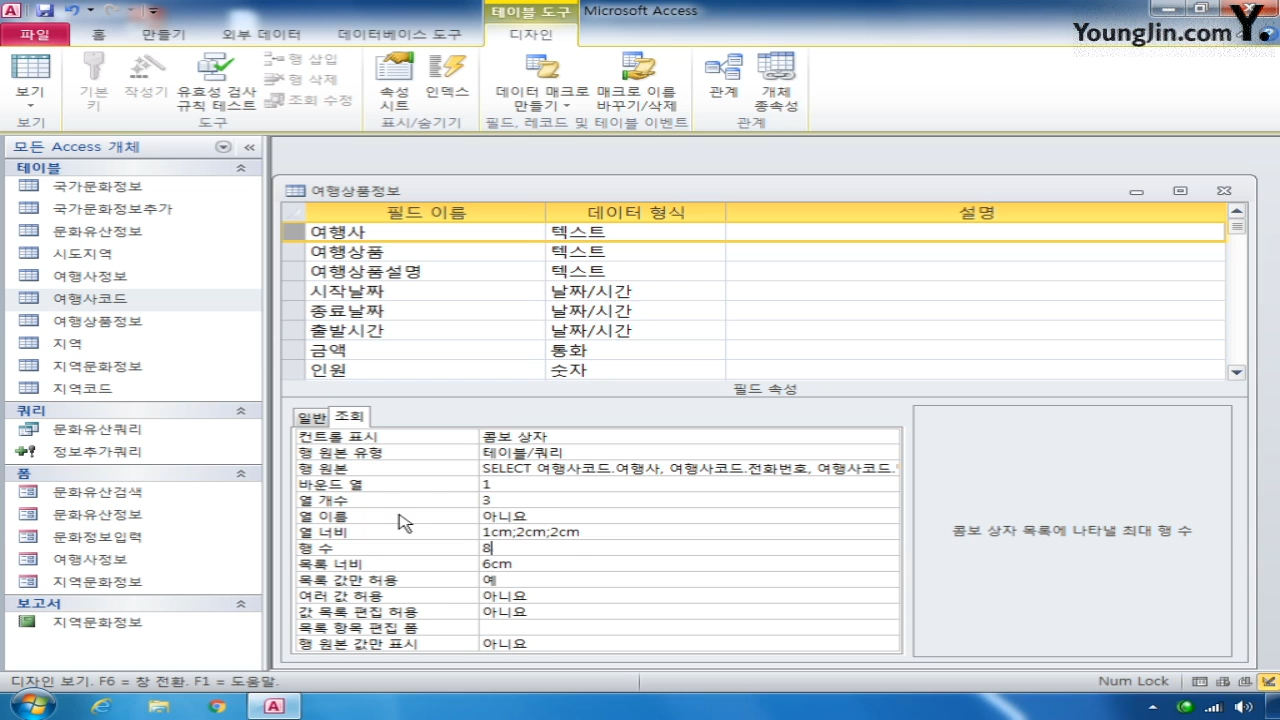 테이블 도구 Microsoft Access
파일 홈 만들기 외부 데이터 데이터베이스 도구 디자인
YoungJin.com Y.
보기
기본
키
작성기
유효성 검사
규칙 테스트
행 삽입
행 삭제
조회 수정
속성
시트
인덱스
데이터 매크로
만들기
매크로 이름
바꾸기/삭제
관계
개체
종속성
보기 도구 표시/숨기기 필드, 레코드 및 테이블 이벤트 관계
모든 Access 개체
테이블
국가문화정보
국가문화정보추가
문화유산정보
시도지역
여행사정보
여행사코드
여행상품정보
지역
지역문화정보
지역코드
쿼리
문화유산쿼리
정보추가쿼리
폼
문화유산검색
문화유산정보
문화정보입력
여행사정보
지역문화정보
보고서
지역문화정보
여행상품정보
필드 이름 데이터 형식 설명
여행사 텍스트
여행상품 텍스트
여행상품설명 텍스트
시작날짜 날짜/시간
종료날짜 날짜/시간
출발시간 날짜/시간
금액 통화
인원 숫자
필드 속성
일반 조회
컨트롤 표시 콤보 상자
행 원본 유형 테이블/쿼리
행 원본 SELECT 여행사코드.여행사, 여행사코드.전화번호, 여행사코드.
바운드 열 1
열 개수 3
열 이름 아니요
열 너비 1cm;2cm;2cm
행 수 8
목록 너비 6cm
목록 값만 허용 예
여러 값 허용 아니요
값 목록 편집 허용 아니요
목록 항목 편집 폼
행 원본 값만 표시 아니요
콤보 상자 목록에 나타낼 최대 행 수
디자인 보기. F6 = 창 전환. F1 = 도움말.
Num Lock